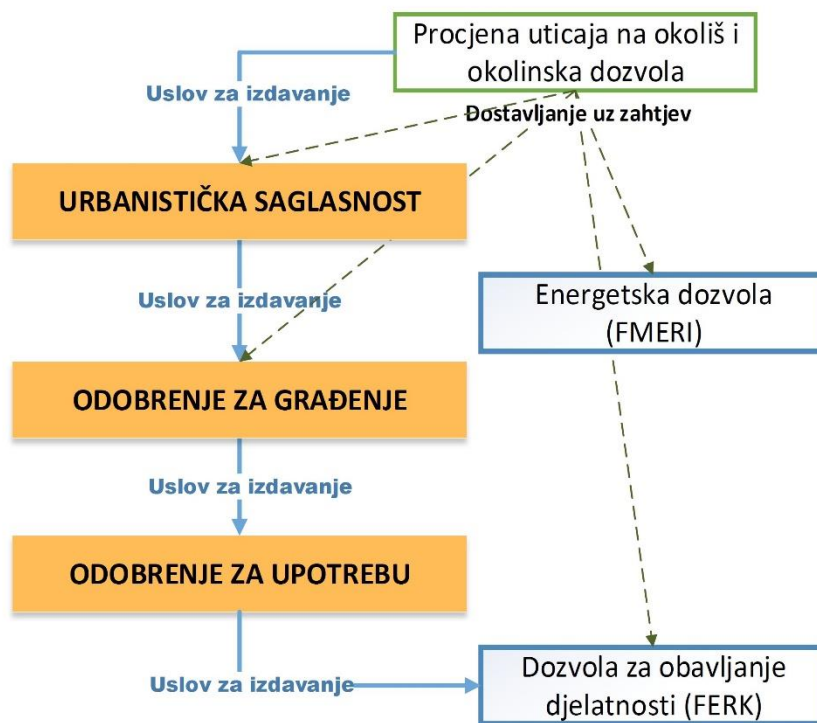 Procjena uticaja na okoliš i
okolinska dozvola
Uslov za izdavanje
Dostavljanje uz zahtjev
URBANISTIČKA SAGLASNOST
Uslov za izdavanje
Energetska dozvola
(FMERI)
ODOBRENJE ZA GRAĐENJE
Uslov za izdavanje
ODOBRENJE ZA UPOTREBU
Uslov za izdavanje
Dozvola za obavljanje
djelatnosti (FERK)